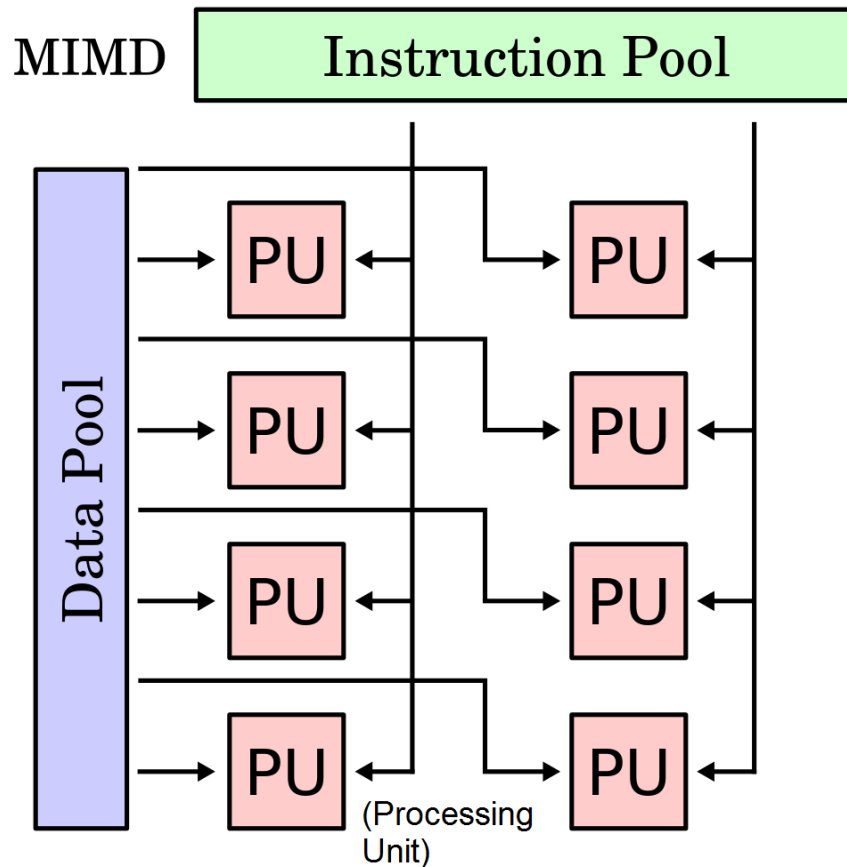 MIMD
Instruction Pool
Data Pool
PU
PU
PU
PU
PU
PU
PU
PU
(Processing
Unit)